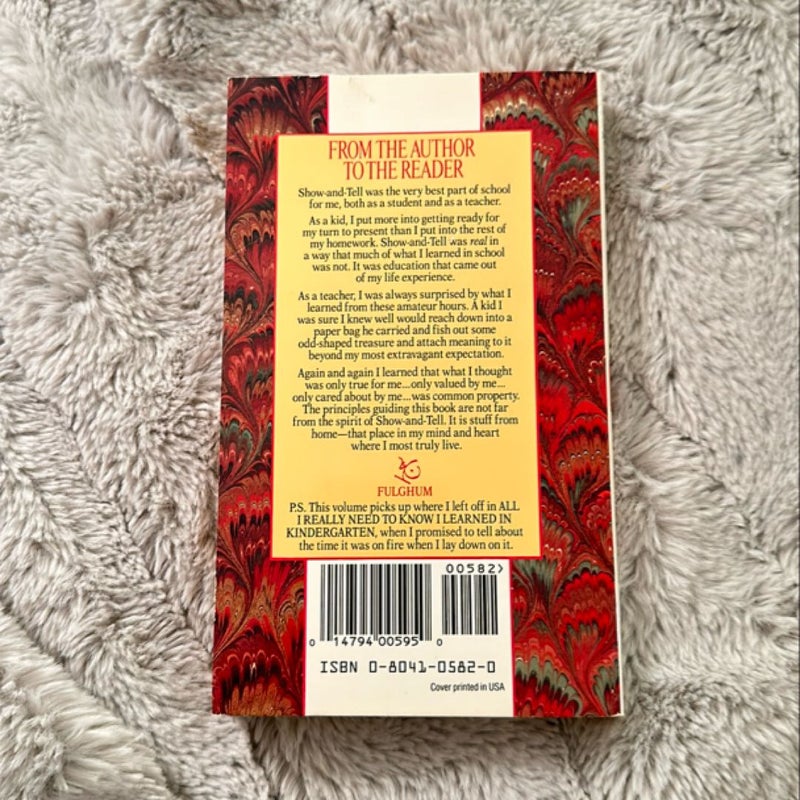 FROM THE AUTHOR
TO THE READER
Show-and-Tell was the very best part of school
for me, both as a student and as a teacher.
As a kid, I put more into getting ready for
my turn to present than I put into the rest of
my homework. Show-and-Tell was real in
a way that much of what I learned in school
was not. It was education that came out
of my life experience.
As a teacher, I was always surprised by what I
learned from these amateur hours. A kid I
was sure I knew well would reach down into a
paper bag he carried and fish out some
odd-shaped treasure and attach meaning to it
beyond my most extravagant expectation.
Again and again I learned that what I thought
was only true for me...only valued by me...
only cared about by me...was common property.
The principles guiding this book are not far
from the spirit of Show-and-Tell. It is stuff from
home—that place in my mind and heart
where I most truly live.
FULGHUM
P.S. This volume picks up where I left off in ALL
I REALLY NEED TO KNOW I LEARNED IN
KINDERGARTEN, when I promised to tell about
the time it was on fire when I lay down on it.
00582>
0 14794 00595 0
ISBN 0-8041-0582-0
Cover printed in USA